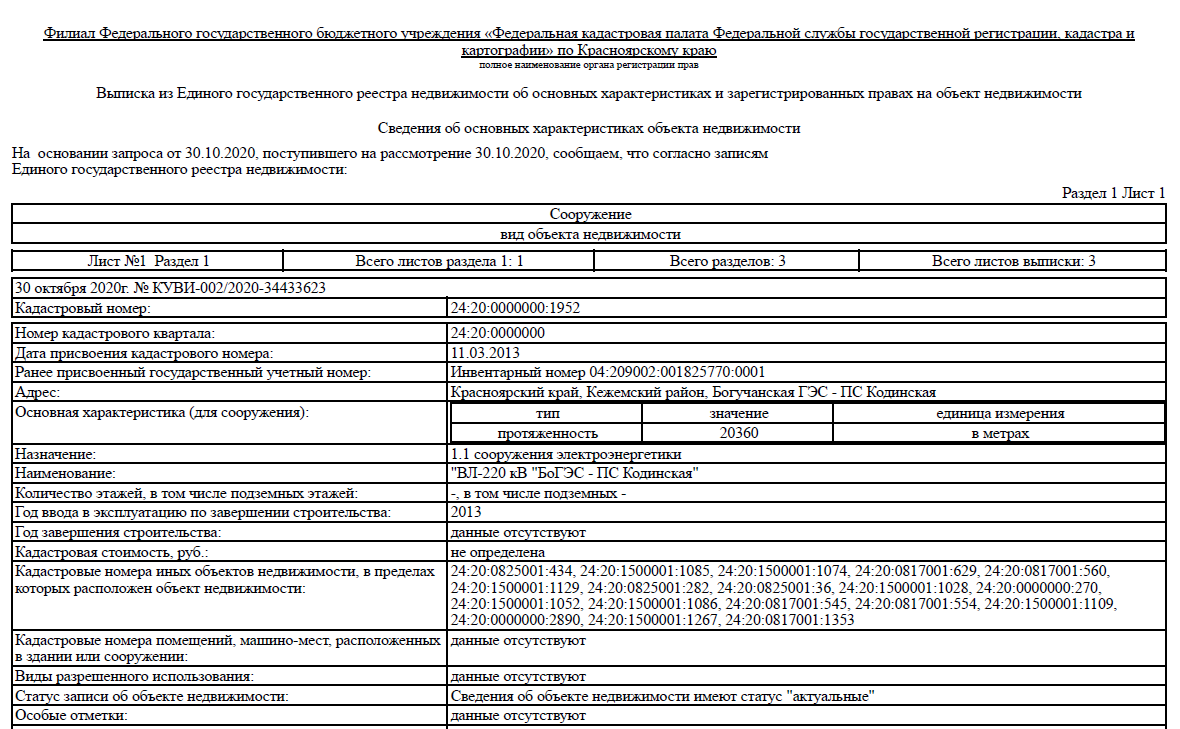 Филиал Федерального государственного бюджетного учреждения «Федеральная кадастровая палата Федеральной службы государственной регистрации, кадастра и
картографии» по Красноярскому краю
полное наименование органа регистрации прав
Выписка из Единого государственного реестра недвижимости об основных характеристиках и зарегистрированных правах на объект недвижимости
Сведения об основных характеристиках объекта недвижимости
На основании запроса от 30.10.2020, поступившего на рассмотрение 30.10.2020, сообщаем, что согласно записям
Единого государственного реестра недвижимости:
Раздел 1 Лист 1
Сооружение
вид объекта недвижимости
Лист №1 Раздел 1 Всего листов раздела 1: 1 Всего разделов: 3 Всего листов выписки: 3
30 октября 2020г. № КУВИ-002/2020-34433623
Кадастровый номер: 24:20:0000000:1952
Номер кадастрового квартала: 24:20:0000000
Дата присвоения кадастрового номера: 11.03.2013
Ранее присвоенный государственный учетный номер: Инвентарный номер 04:209002:001825770:0001
Адрес: Красноярский край, Кежемский район, Богучанская ГЭС - ПС Кодинская
Основная характеристика (для сооружения): тип значение единица измерения
протяженность 20360 в метрах
Назначение: 1.1 сооружения электроэнергетики
Наименование: "ВЛ-220 кВ "БоГЭС - ПС Кодинская"
Количество этажей, в том числе подземных этажей: -, в том числе подземных -
Год ввода в эксплуатацию по завершении строительства: 2013
Год завершения строительства: данные отсутствуют
Кадастровая стоимость, руб.: не определена
Кадастровые номера иных объектов недвижимости, в пределах
которых расположен объект недвижимости:
24:20:0825001:434, 24:20:1500001:1085, 24:20:1500001:1074, 24:20:0817001:629, 24:20:0817001:560,
24:20:1500001:1129, 24:20:0825001:282, 24:20:0825001:36, 24:20:1500001:1028, 24:20:0000000:270,
24:20:1500001:1052, 24:20:1500001:1086, 24:20:0817001:545, 24:20:0817001:554, 24:20:1500001:1109,
24:20:0000000:2890, 24:20:1500001:1267, 24:20:0817001:1353
Кадастровые номера помещений, машино-мест, расположенных
в здании или сооружении:
данные отсутствуют
Виды разрешенного использования: данные отсутствуют
Статус записи об объекте недвижимости: Сведения об объекте недвижимости имеют статус "актуальные"
Особые отметки: данные отсутствуют